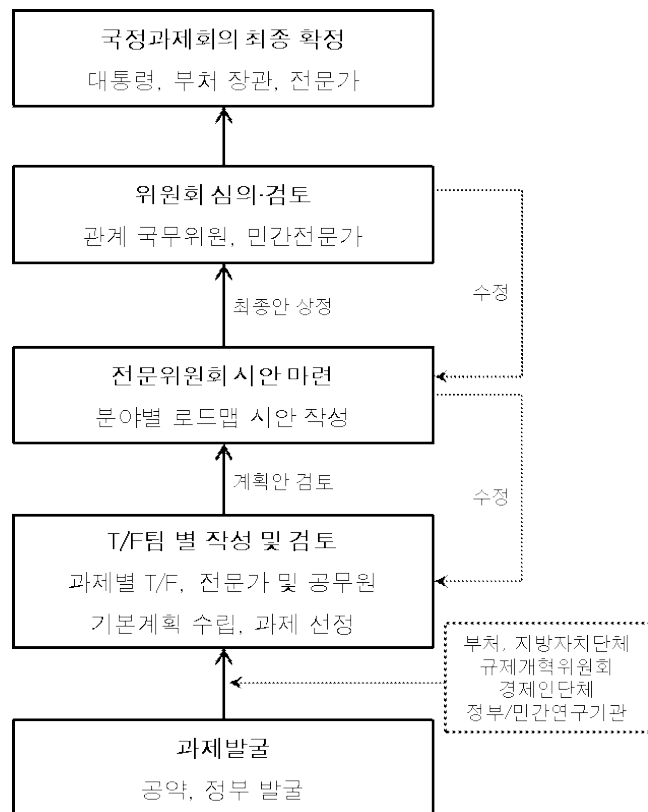 국정과제회의 최종 확정
대통령, 부처 장관, 전문가
위원회 심의·검토
관계 국무위원, 민간전문가
최종안 상정
수정
전문위원회 시안 마련
분야별 로드맵 시안 작성
계획안 검토
수정
T/F팀 별 작성 및 검토
과제별 T/F, 전문가 및 공무원
기본계획 수립, 과제 선정
부처, 지방자치단체
규제개혁위원회
경제인단체
정부/민간연구기관
과제발굴
공약, 정부 발굴